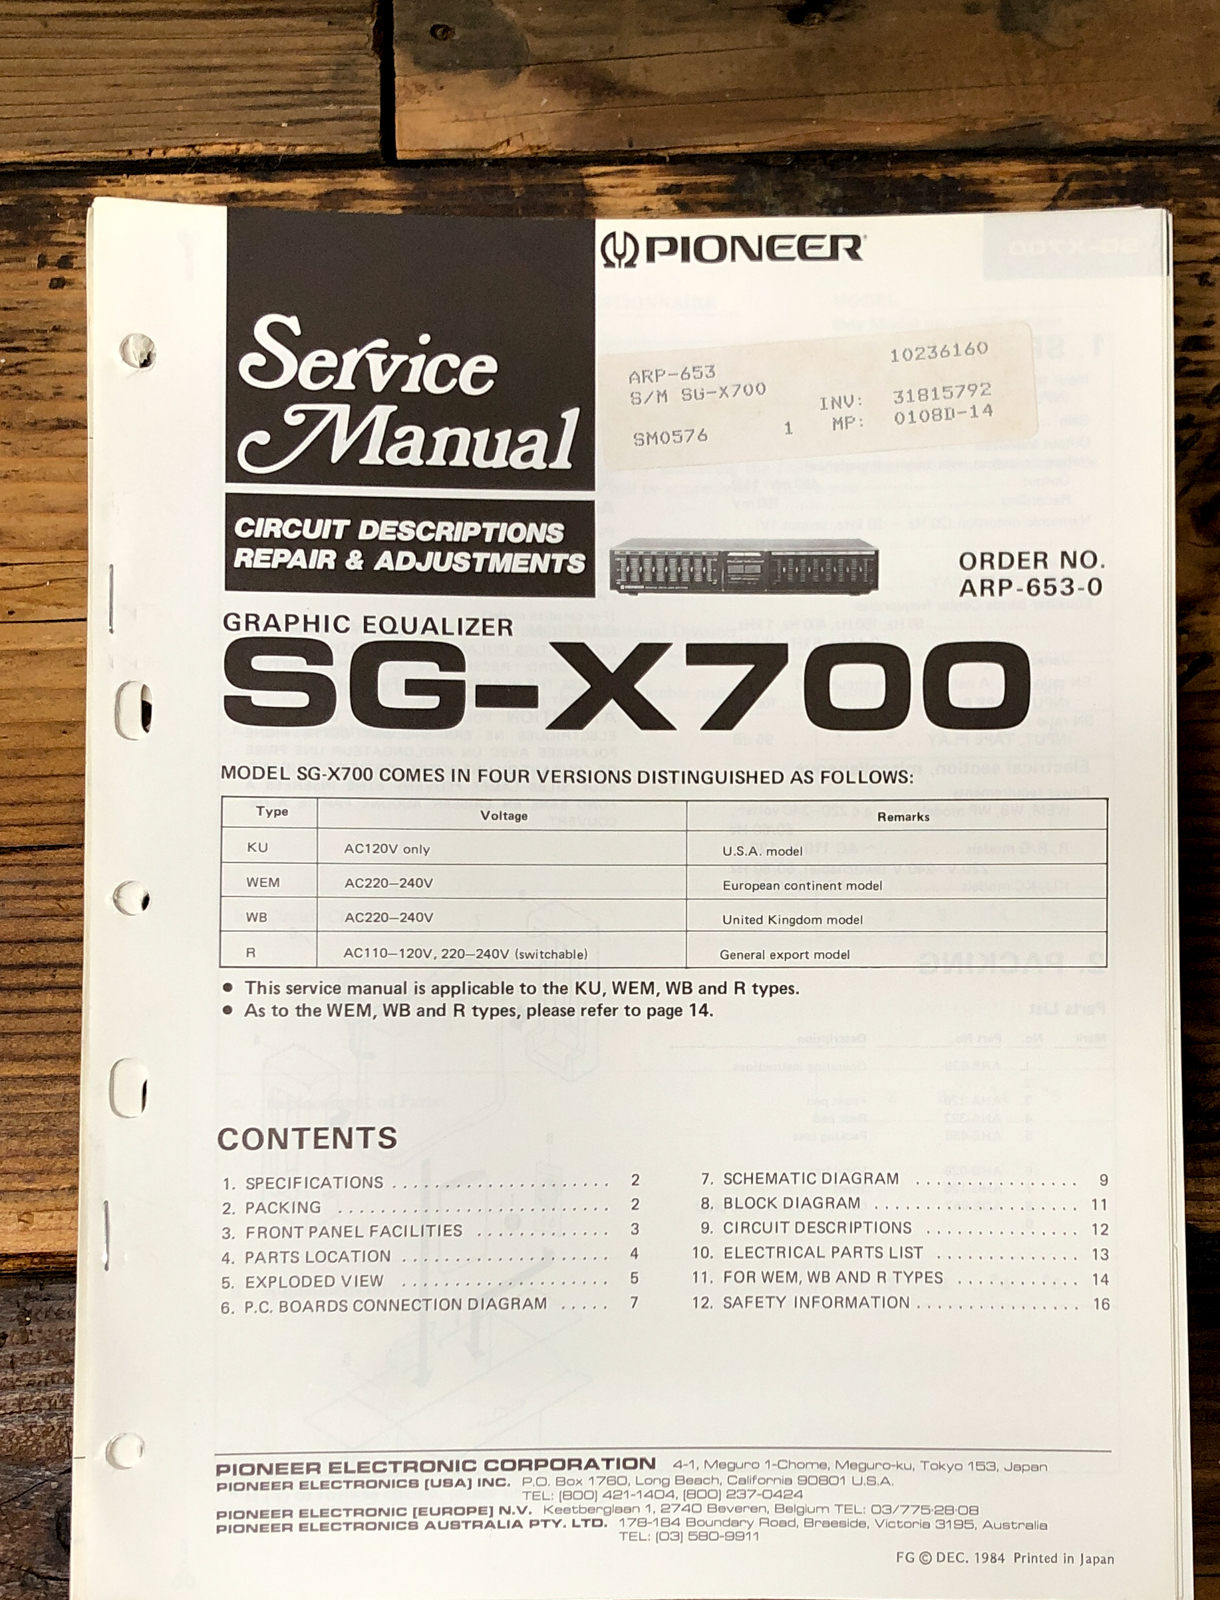 PIONEER
Service
Manual
ARP-653 10236160
S/M SG-X700 INV: 31815792
SM0576 1 MP: 0108D-14
CIRCUIT DESCRIPTIONS
REPAIR & ADJUSTMENTS
ORDER NO.
ARP-653-0
GRAPHIC EQUALIZER
SG-X700
MODEL SG-X700 COMES IN FOUR VERSIONS DISTINGUISHED AS FOLLOWS:
Type Voltage Remarks
KU AC120V only U.S.A. model
WEM AC220–240V European continent model
WB AC220–240V United Kingdom model
R AC110–120V, 220–240V (switchable) General export model
● This service manual is applicable to the KU, WEM, WB and R types.
● As to the WEM, WB and R types, please refer to page 14.
CONTENTS
1. SPECIFICATIONS . . . . . . . . . . . . . . . . . . . . 2
2. PACKING . . . . . . . . . . . . . . . . . . . . . . . . . 2
3. FRONT PANEL FACILITIES . . . . . . . . . . . . 3
4. PARTS LOCATION . . . . . . . . . . . . . . . . . . . 4
5. EXPLODED VIEW . . . . . . . . . . . . . . . . . . . 5
6. P.C. BOARDS CONNECTION DIAGRAM . . . . . 7
7. SCHEMATIC DIAGRAM . . . . . . . . . . . . . . . 9
8. BLOCK DIAGRAM . . . . . . . . . . . . . . . . . . . 11
9. CIRCUIT DESCRIPTIONS . . . . . . . . . . . . . . 12
10. ELECTRICAL PARTS LIST . . . . . . . . . . . . . 13
11. FOR WEM, WB AND R TYPES . . . . . . . . . . . 14
12. SAFETY INFORMATION . . . . . . . . . . . . . . . 16
PIONEER ELECTRONIC CORPORATION 4-1, Meguro 1-Chome, Meguro-ku, Tokyo 153, Japan
PIONEER ELECTRONICS [USA] INC. P.O. Box 1760, Long Beach, California 90801 U.S.A.
TEL: (800) 421-1404, (800) 237-0424
PIONEER ELECTRONIC [EUROPE] N.V. Keetberglaan 1, 2740 Beveren, Belgium TEL: 03/775·28·08
PIONEER ELECTRONICS AUSTRALIA PTY. LTD. 178-184 Boundary Road, Braeside, Victoria 3195, Australia
TEL: (03) 580-9911
FG © DEC. 1984 Printed in Japan